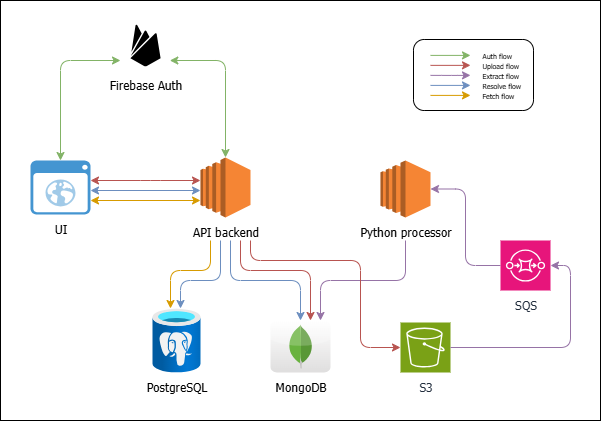 Firebase Auth
Auth flow
Upload flow
Extract flow
Resolve flow
Fetch flow
UI
API backend
Python processor
SQS
PostgreSQL
MongoDB
S3